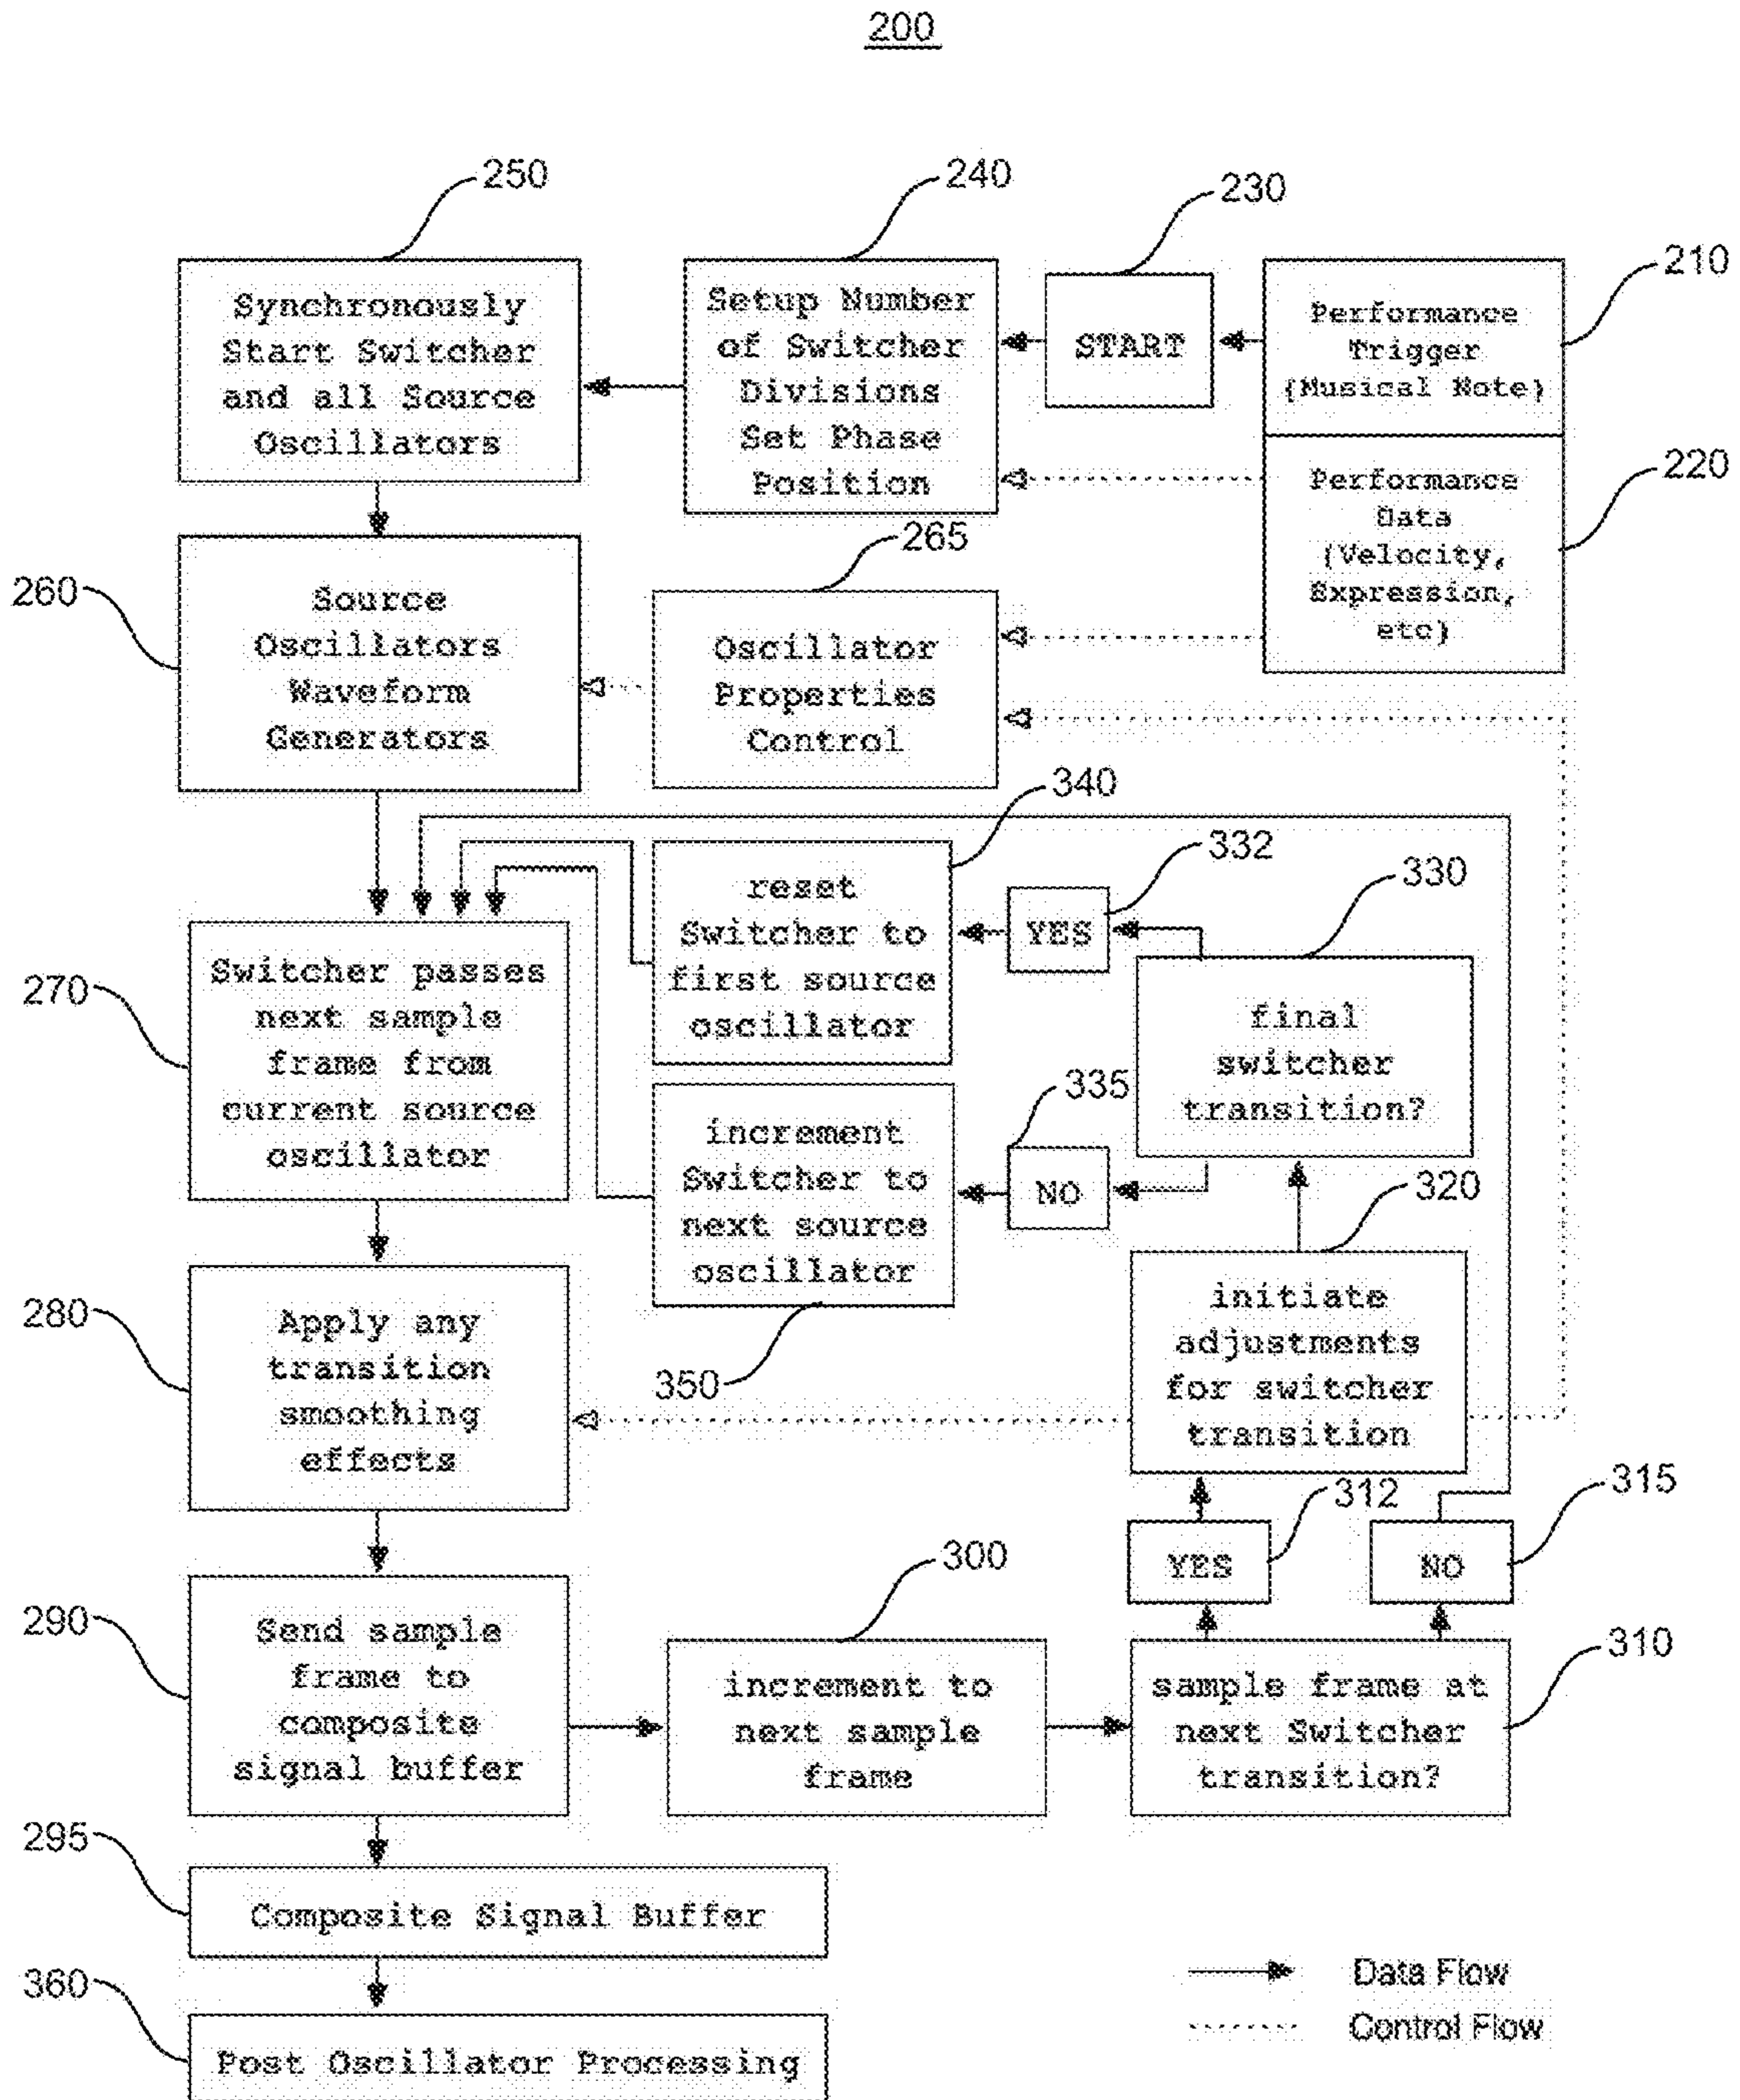 200
250
240
230
210
Synchronously
Start Switcher
and all Source
Oscillators
Setup Number
of Switcher
Divisions
Set Phase
Position
START
Performance
Trigger
(Musical Note)
220
Performance
Data
(Velocity,
Expression,
etc)
260
Source
Oscillators
Waveform
Generators
265
Oscillator
Properties
Control
340
332
330
270
Switcher passes
next sample
frame from
current source
oscillator
reset
Switcher to
first source
oscillator
YES
final
switcher
transition?
335
increment
Switcher to
next source
oscillator
NO
320
350
280
Apply any
transition
smoothing
effects
initiate
adjustments
for switcher
transition
312
315
YES
NO
290
Send sample
frame to
composite
signal buffer
300
increment to
next sample
frame
310
sample frame at
next Switcher
transition?
295
Composite Signal Buffer
360
Post Oscillator Processing
Data Flow
Control Flow